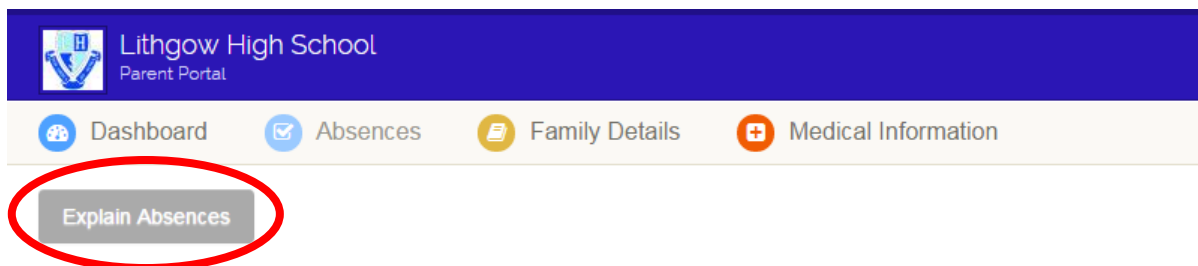 Lithgow High School
Parent Portal
Dashboard Absences Family Details Medical Information
Explain Absences